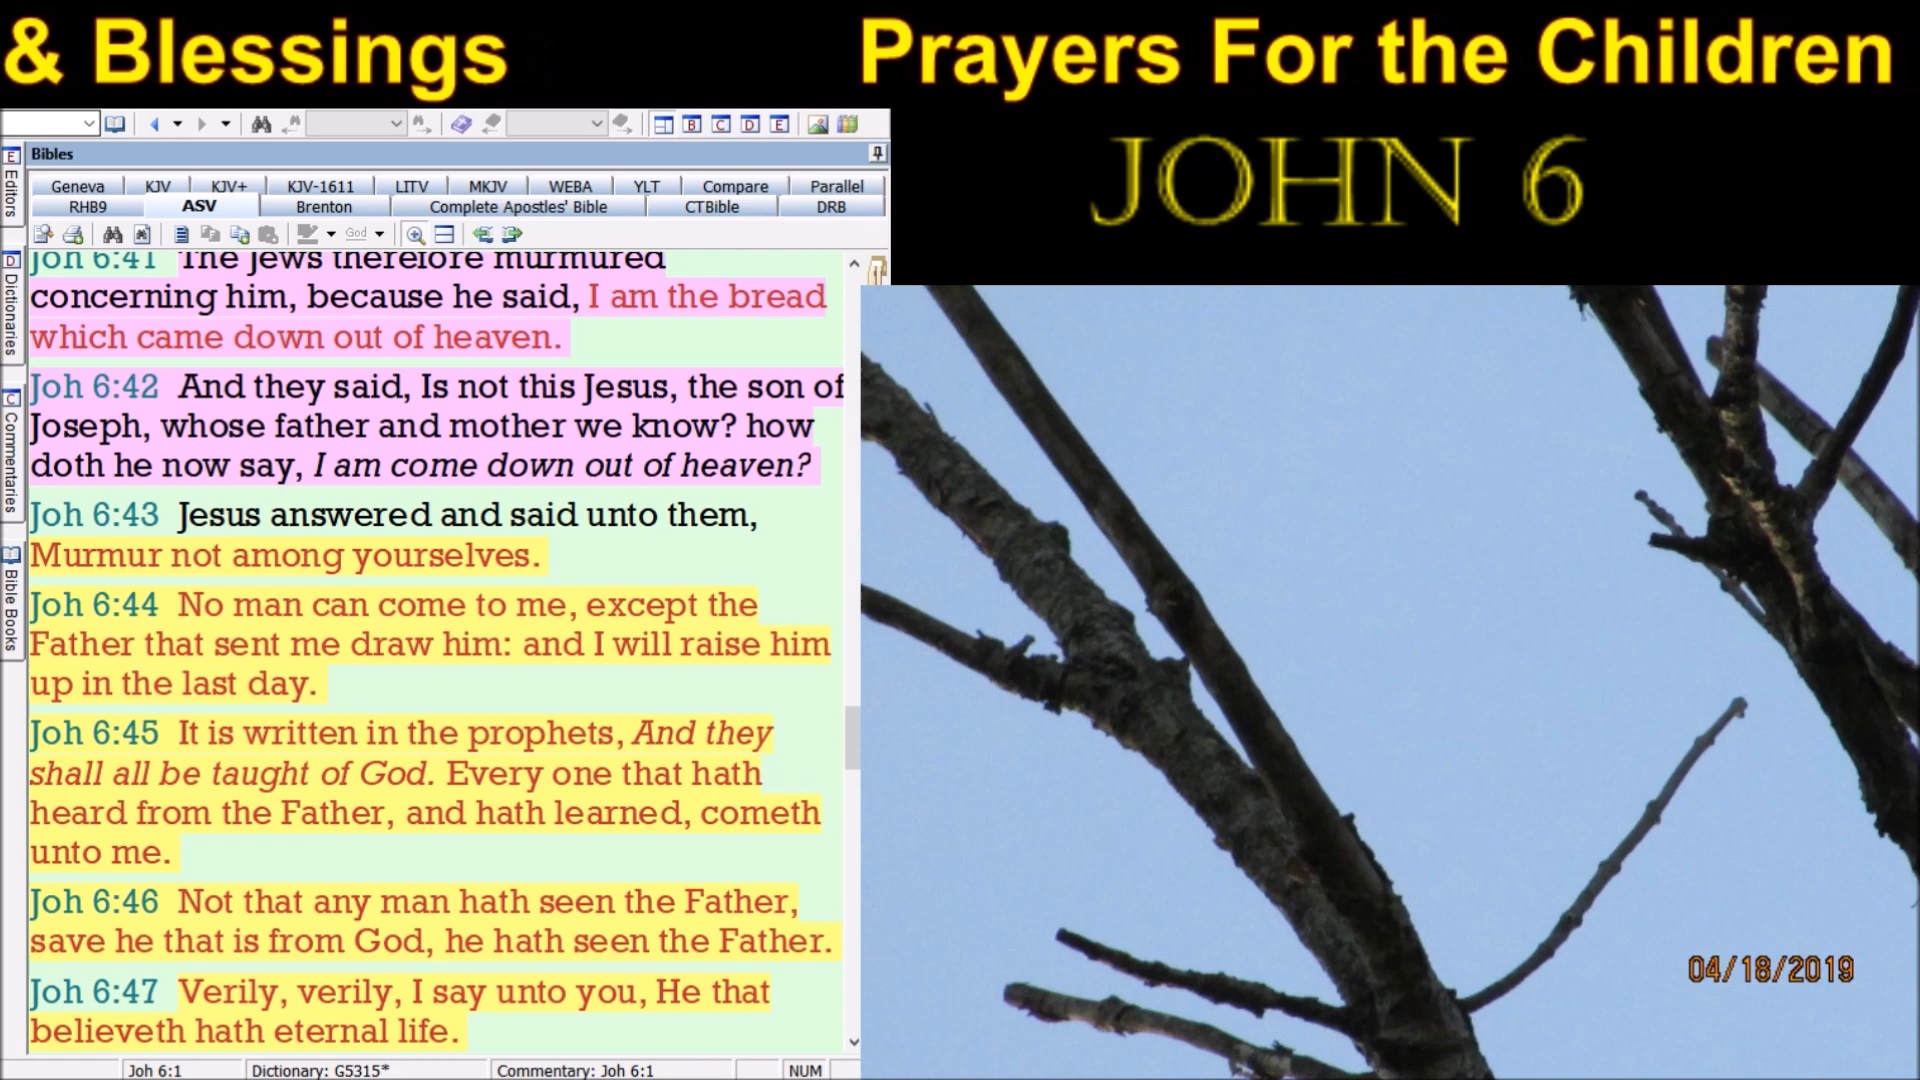 & Blessings Prayers For the Children
JOHN 6
Bibles
Geneva KJV KJV+ KJV-1611 LITV MKJV WEBA YLT Compare Parallel
RHB9 ASV Brenton Complete Apostles' Bible CTBible DRB
B C D E
God
E Editors
D Dictionaries
C Commentaries
Bible Books
Joh 6:41 The Jews therefore murmured
concerning him, because he said, I am the bread
which came down out of heaven.
Joh 6:42 And they said, Is not this Jesus, the son of
Joseph, whose father and mother we know? how
doth he now say, I am come down out of heaven?
Joh 6:43 Jesus answered and said unto them,
Murmur not among yourselves.
Joh 6:44 No man can come to me, except the
Father that sent me draw him: and I will raise him
up in the last day.
Joh 6:45 It is written in the prophets, And they
shall all be taught of God. Every one that hath
heard from the Father, and hath learned, cometh
unto me.
Joh 6:46 Not that any man hath seen the Father,
save he that is from God, he hath seen the Father.
Joh 6:47 Verily, verily, I say unto you, He that
believeth hath eternal life.
Joh 6:1 Dictionary: G5315* Commentary: Joh 6:1 NUM
04/18/2019